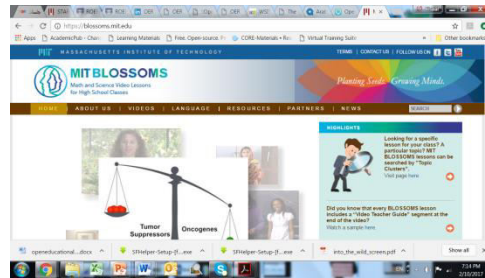 https://blossoms.mit.edu
Apps
AcademicPub - Chan
Learning Materials
Free, Open-source
CORE-Materials • Re
Virtual Training Suite
Other bookmarks
MIT MASSACHUSETTS INSTITUTE OF TECHNOLOGY
TERMS | CONTACT US | FOLLOW US ON
MITBLOSSOMS
Math and Science Video Lessons
for High School Classes
Planting Seeds - Growing Minds.
HOME | ABOUT US | VIDEOS | LANGUAGE | RESOURCES | PARTNERS | NEWS
SEARCH
HIGHLIGHTS
Looking for a specific
lesson for your class? A
particular topic? MIT
BLOSSOMS lessons can be
searched by "Topic
Clusters".
Visit page here.
Tumor
Suppressors
Oncogenes
Did you know that every BLOSSOMS lesson
includes a "Video Teacher Guide" segment at the
end of the video?
Watch a sample here
openeducational....docx
SFHelper-Setup-[f...exe
SFHelper-Setup-[f...exe
into_the_wild_screen.pdf
Show all
EN
7:14 PM
2/10/2017